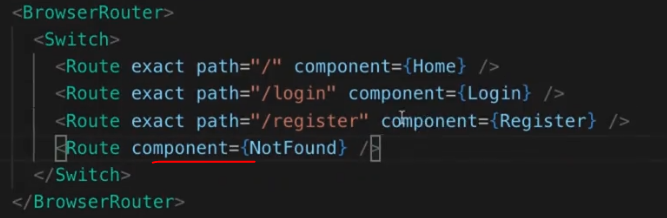 <BrowserRouter>
<Switch>
<Route exact path="/" component={Home} />
<Route exact path="/login" component={Login} />
<Route exact path="/register" component={Register} />
<Route component={NotFound} />
</Switch>
</BrowserRouter>